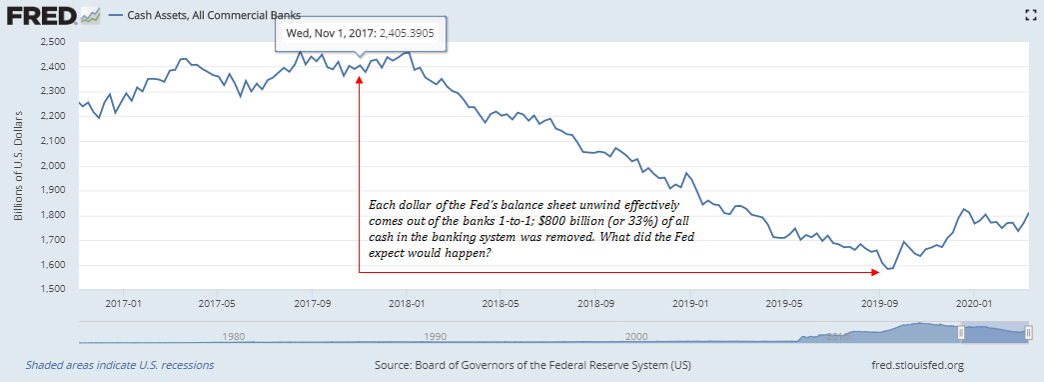 FRED
Cash Assets, All Commercial Banks
Wed, Nov 1, 2017: 2,405.3905
2,500
2,400
2,300
2,200
2,100
2,000
1,900
1,800
1,700
1,600
1,500
Billions of U.S. Dollars
Each dollar of the Fed's balance sheet unwind effectively
comes out of the banks 1-to-1; $800 billion (or 33%) of all
cash in the banking system was removed. What did the Fed
expect would happen?
2017-01 2017-05 2017-09 2018-01 2018-05 2018-09 2019-01 2019-05 2019-09 2020-01
1980 1990 2000 2010
Shaded areas indicate U.S. recessions Source: Board of Governors of the Federal Reserve System (US) fred.stlouisfed.org